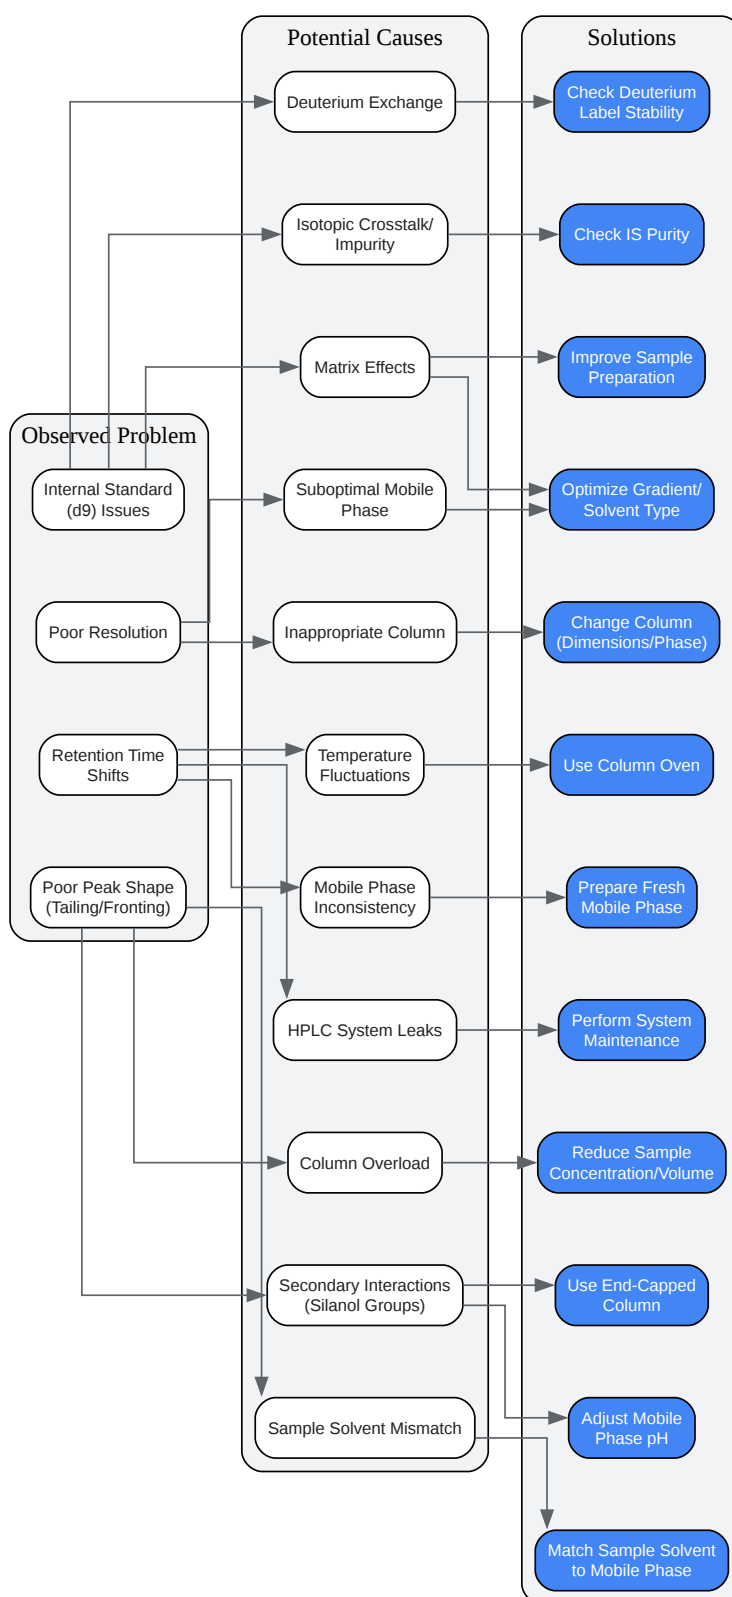 Potential Causes
Solutions
Deuterium Exchange
Check Deuterium
Label Stability
Isotopic Crosstalk/
Impurity
Check IS Purity
Matrix Effects
Improve Sample
Preparation
Observed Problem
Internal Standard
(d9) Issues
Suboptimal Mobile
Phase
Optimize Gradient/
Solvent Type
Poor Resolution
Inappropriate Column
Change Column
(Dimensions/Phase)
Retention Time
Shifts
Temperature
Fluctuations
Use Column Oven
Poor Peak Shape
(Tailing/Fronting)
Mobile Phase
Inconsistency
Prepare Fresh
Mobile Phase
HPLC System Leaks
Perform System
Maintenance
Column Overload
Reduce Sample
Concentration/Volume
Secondary Interactions
(Silanol Groups)
Use End-Capped
Column
Sample Solvent Mismatch
Adjust Mobile
Phase pH
Match Sample Solvent
to Mobile Phase